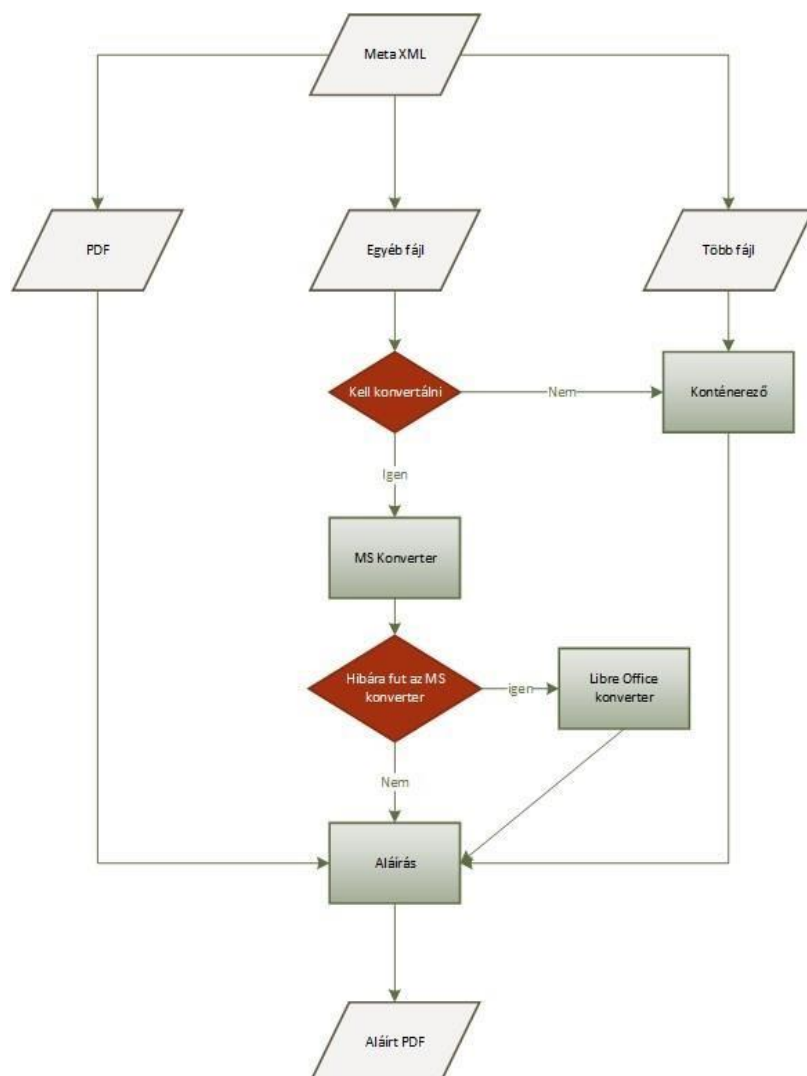 Meta XML
PDF
Egyéb fájl
Több fájl
Kell konvertálni
Nem
Konténerező
Igen
MS Konverter
Hibára fut az MS
konverter
igen
Libre Office
konverter
Nem
Aláírás
Aláírt PDF